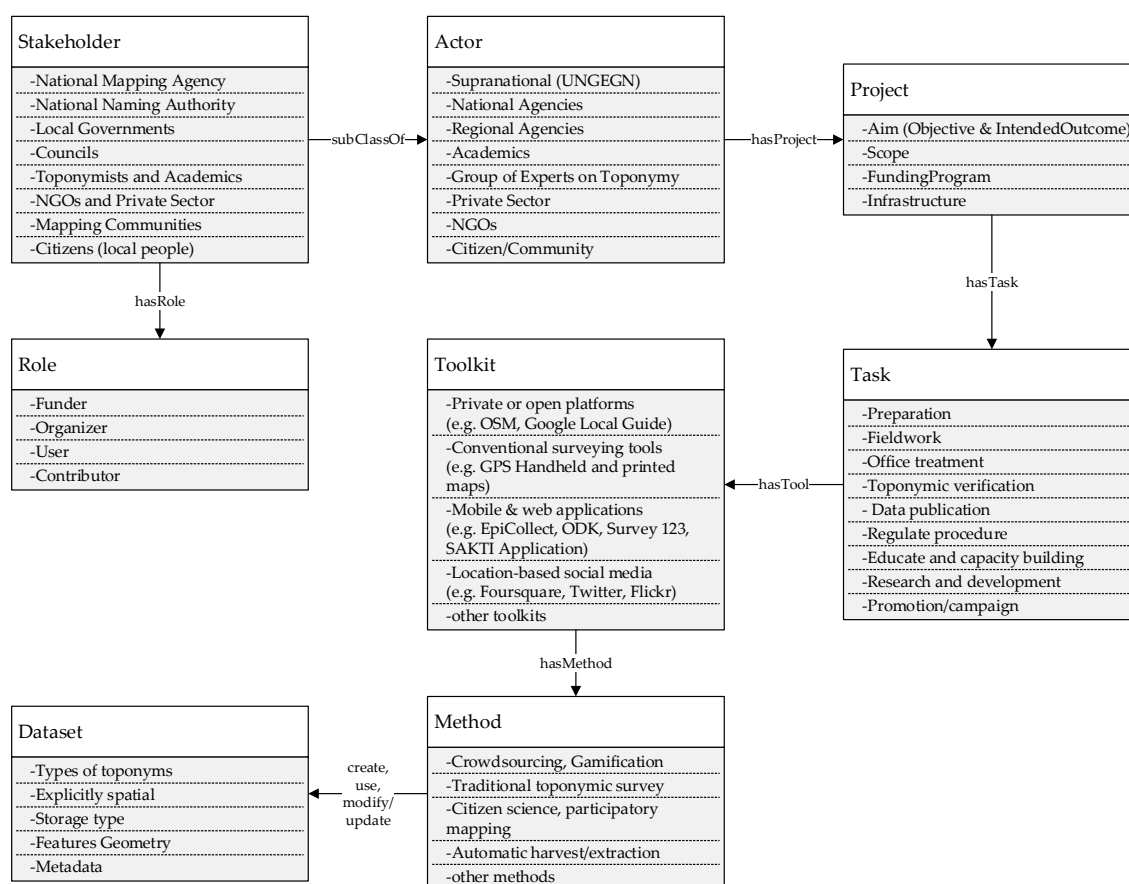 Stakeholder
-National Mapping Agency
-National Naming Authority
-Local Governments
-Councils
-Toponymists and Academics
-NGOs and Private Sector
-Mapping Communities
-Citizens (local people)
subClassOf
Actor
-Supranational (UNGEGN)
-National Agencies
-Regional Agencies
-Academics
-Group of Experts on Toponymy
-Private Sector
-NGOs
-Citizen/Community
hasProject
Project
-Aim (Objective & IntendedOutcome)
-Scope
-FundingProgram
-Infrastructure
hasRole
hasTask
Role
-Funder
-Organizer
-User
-Contributor
Toolkit
-Private or open platforms
(e.g. OSM, Google Local Guide)
-Conventional surveying tools
(e.g. GPS Handheld and printed
maps)
-Mobile & web applications
(e.g. EpiCollect, ODK, Survey 123,
SAKTI Application)
-Location-based social media
(e.g. Foursquare, Twitter, Flickr)
-other toolkits
hasTool
Task
-Preparation
-Fieldwork
-Office treatment
-Toponymic verification
- Data publication
-Regulate procedure
-Educate and capacity building
-Research and development
-Promotion/campaign
hasMethod
Dataset
-Types of toponyms
-Explicitly spatial
-Storage type
-Features Geometry
-Metadata
create,
use,
modify/
update
Method
-Crowdsourcing, Gamification
-Traditional toponymic survey
-Citizen science, participatory
mapping
-Automatic harvest/extraction
-other methods